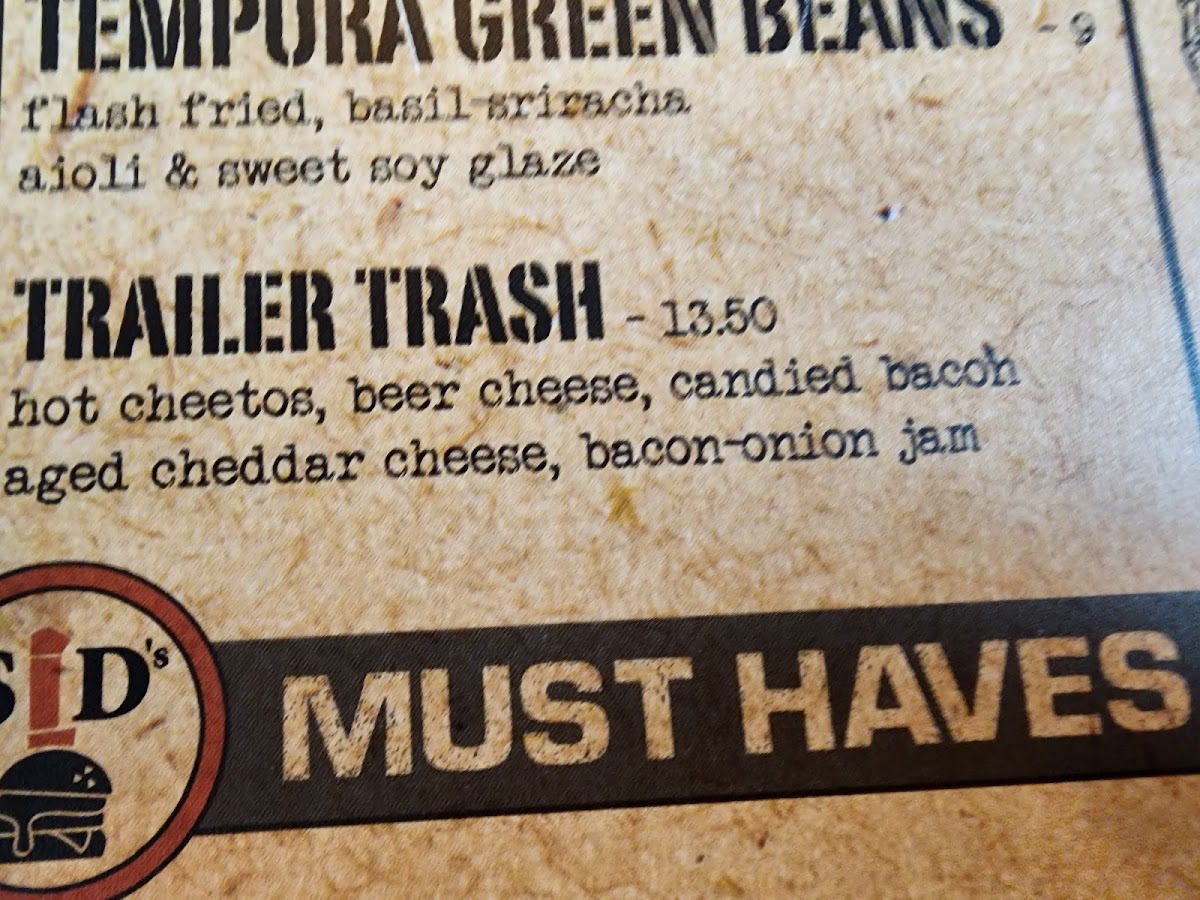 TEMPURA GREEN BEANS - 9
flash fried, basil-sriracha
aioli & sweet soy glaze
TRAILER TRASH - 13.50
hot cheetos, beer cheese, candied bacon
aged cheddar cheese, bacon-onion jam
SID's
MUST HAVES